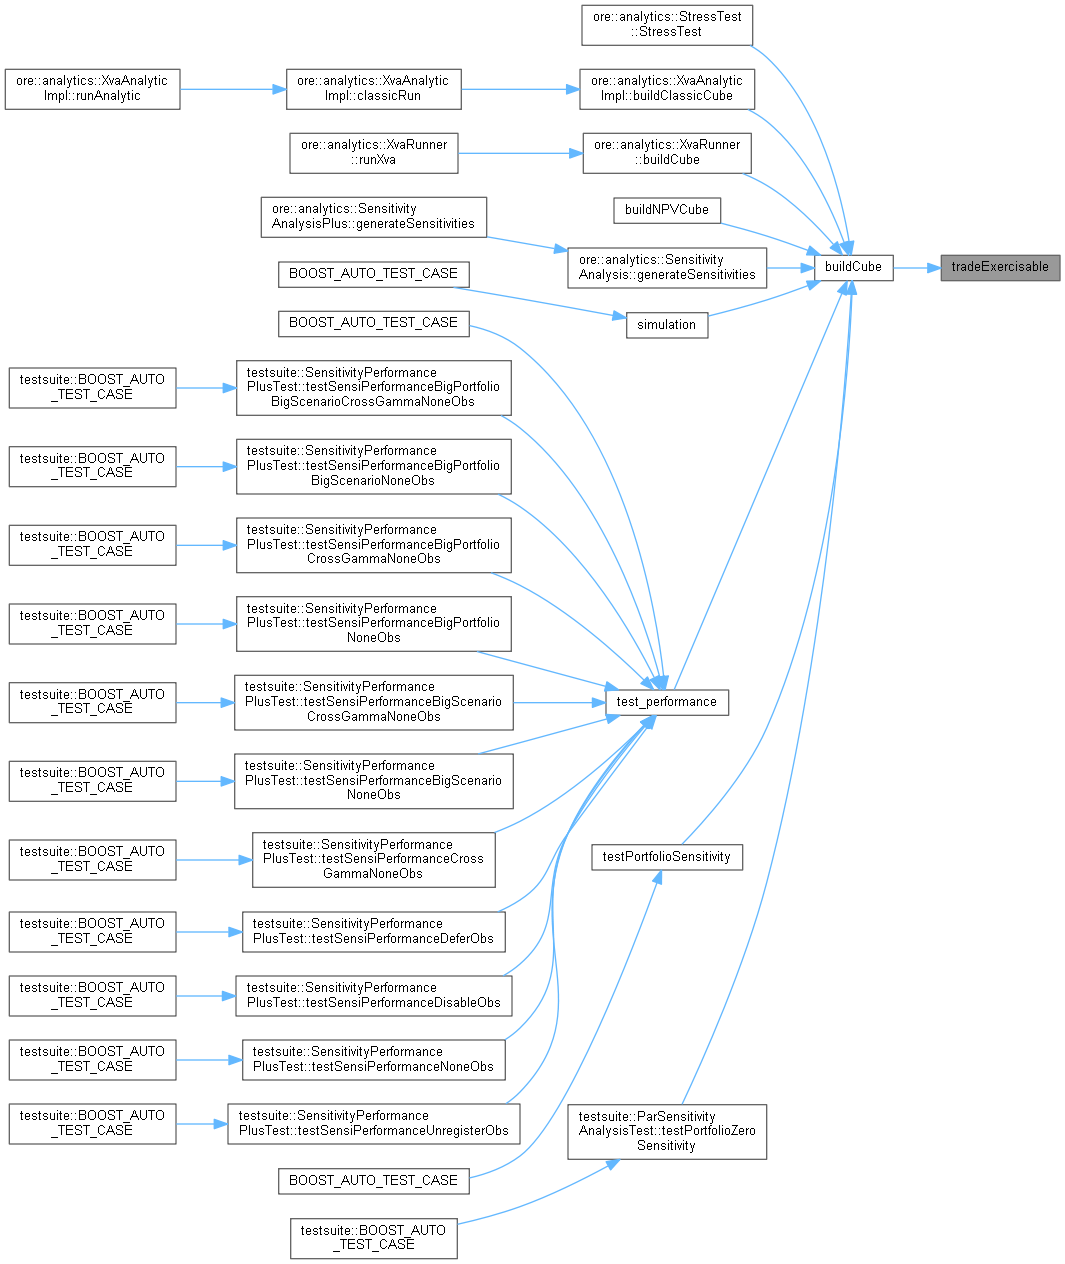 ore::analytics::StressTest
::StressTest
ore::analytics::XvaAnalytic
Impl::runAnalytic
ore::analytics::XvaAnalytic
Impl::classicRun
ore::analytics::XvaAnalytic
Impl::buildClassicCube
ore::analytics::XvaRunner
::runXva
ore::analytics::XvaRunner
::buildCube
buildNPVCube
ore::analytics::Sensitivity
AnalysisPlus::generateSensitivities
ore::analytics::Sensitivity
Analysis::generateSensitivities
buildCube
tradeExercisable
BOOST_AUTO_TEST_CASE
simulation
BOOST_AUTO_TEST_CASE
testsuite::BOOST_AUTO
_TEST_CASE
testsuite::SensitivityPerformance
PlusTest::testSensiPerformanceBigPortfolio
BigScenarioCrossGammaNoneObs
testsuite::BOOST_AUTO
_TEST_CASE
testsuite::SensitivityPerformance
PlusTest::testSensiPerformanceBigPortfolio
BigScenarioNoneObs
testsuite::BOOST_AUTO
_TEST_CASE
testsuite::SensitivityPerformance
PlusTest::testSensiPerformanceBigPortfolio
CrossGammaNoneObs
testsuite::BOOST_AUTO
_TEST_CASE
testsuite::SensitivityPerformance
PlusTest::testSensiPerformanceBigPortfolio
NoneObs
testsuite::BOOST_AUTO
_TEST_CASE
testsuite::SensitivityPerformance
PlusTest::testSensiPerformanceBigScenario
CrossGammaNoneObs
test_performance
testsuite::BOOST_AUTO
_TEST_CASE
testsuite::SensitivityPerformance
PlusTest::testSensiPerformanceBigScenario
NoneObs
testsuite::BOOST_AUTO
_TEST_CASE
testsuite::SensitivityPerformance
PlusTest::testSensiPerformanceCross
GammaNoneObs
testPortfolioSensitivity
testsuite::BOOST_AUTO
_TEST_CASE
testsuite::SensitivityPerformance
PlusTest::testSensiPerformanceDeferObs
testsuite::BOOST_AUTO
_TEST_CASE
testsuite::SensitivityPerformance
PlusTest::testSensiPerformanceDisableObs
testsuite::BOOST_AUTO
_TEST_CASE
testsuite::SensitivityPerformance
PlusTest::testSensiPerformanceNoneObs
testsuite::BOOST_AUTO
_TEST_CASE
testsuite::SensitivityPerformance
PlusTest::testSensiPerformanceUnregisterObs
testsuite::ParSensitivity
AnalysisTest::testPortfolioZero
Sensitivity
BOOST_AUTO_TEST_CASE
testsuite::BOOST_AUTO
_TEST_CASE